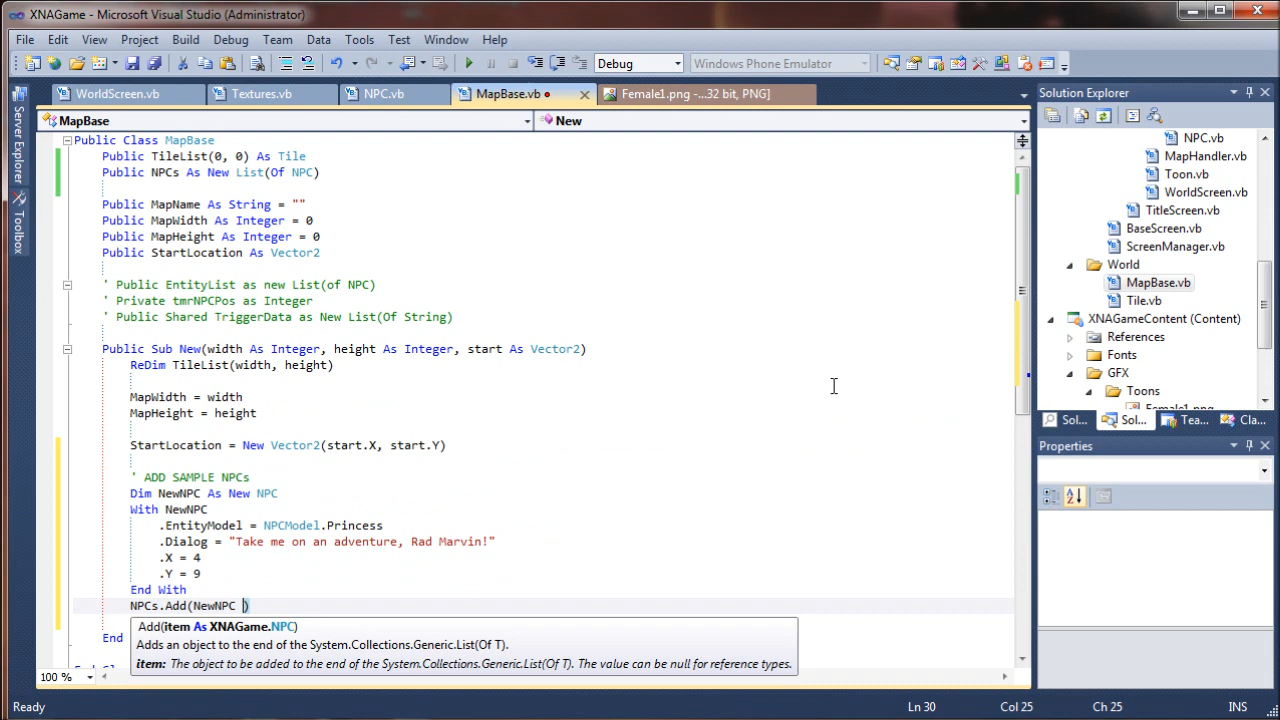 XNAGame - Microsoft Visual Studio (Administrator)
File Edit View Project Build Debug Team Data Tools Test Window Help
Debug Windows Phone Emulator
WorldScreen.vb Textures.vb NPC.vb MapBase.vb Female1.png -...32 bit, PNG]
MapBase New
Server Explorer
Toolbox
Public Class MapBase
Public TileList(0, 0) As Tile
Public NPCs As New List(Of NPC)
Public MapName As String = ""
Public MapWidth As Integer = 0
Public MapHeight As Integer = 0
Public StartLocation As Vector2
' Public EntityList as new List(of NPC)
' Private tmrNPCPos as Integer
' Public Shared TriggerData as New List(Of String)
Public Sub New(width As Integer, height As Integer, start As Vector2)
ReDim TileList(width, height)
MapWidth = width
MapHeight = height
StartLocation = New Vector2(start.X, start.Y)
' ADD SAMPLE NPCs
Dim NewNPC As New NPC
With NewNPC
.EntityModel = NPCModel.Princess
.Dialog = "Take me on an adventure, Rad Marvin!"
.X = 4
.Y = 9
End With
NPCs.Add(NewNPC )
Add(item As XNAGame.NPC)
End
Adds an object to the end of the System.Collections.Generic.List(Of T).
item: The object to be added to the end of the System.Collections.Generic.List(Of T). The value can be null for reference types.
100 %
Solution Explorer
NPC.vb
MapHandler.vb
Toon.vb
WorldScreen.vb
TitleScreen.vb
BaseScreen.vb
ScreenManager.vb
World
MapBase.vb
Tile.vb
XNAGameContent (Content)
References
Fonts
GFX
Toons
Female1.png
Sol... Sol... Tea... Cla...
Properties
Ready Ln 30 Col 25 Ch 25 INS